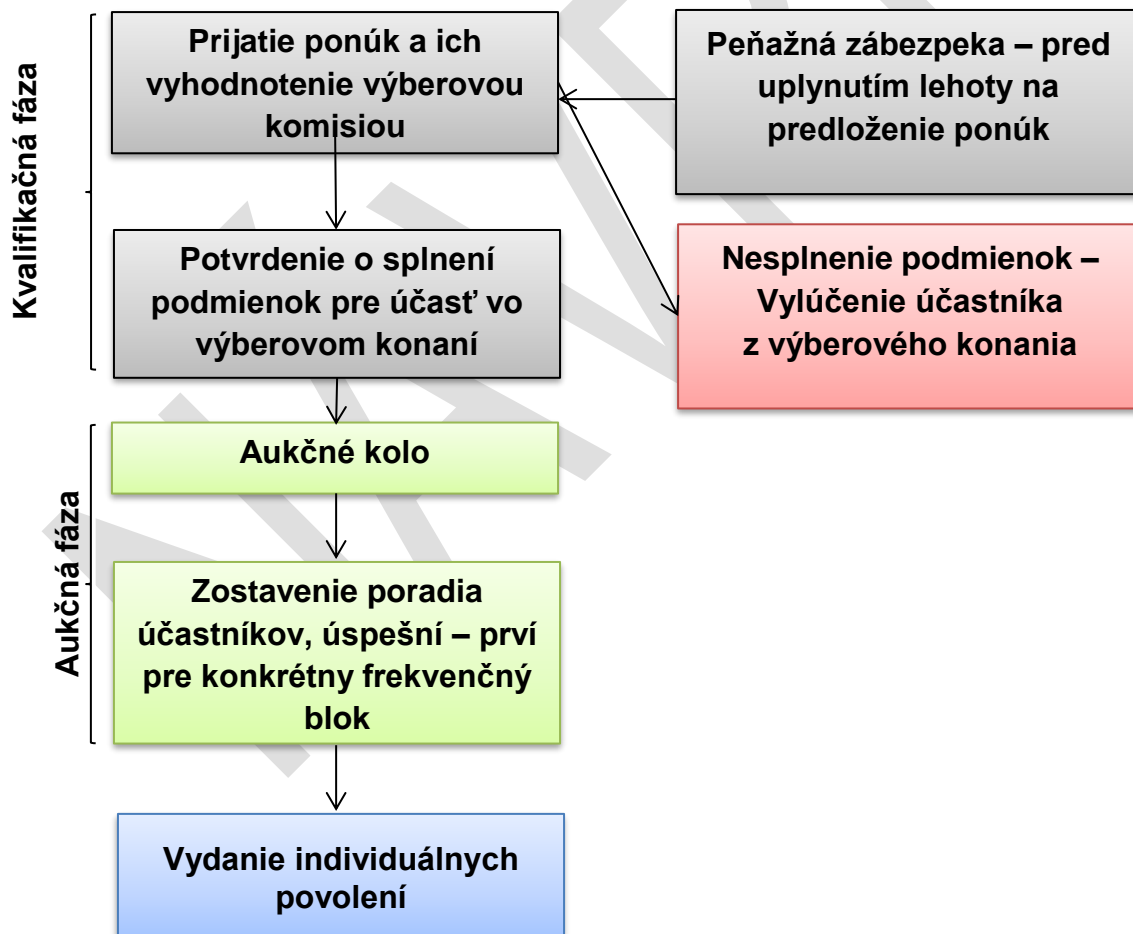 Kvalifikačná fáza
Prijatie ponúk a ich
vyhodnotenie výberovou
komisiou
Peňažná zábezpeka – pred
uplynutím lehoty na
predloženie ponúk
Potvrdenie o splnení
podmienok pre účasť vo
výberovom konaní
Nesplnenie podmienok –
Vylúčenie účastníka
z výberového konania
Aukčná fáza
Aukčné kolo
Zostavenie poradia
účastníkov, úspešní – prví
pre konkrétny frekvenčný
blok
Vydanie individuálnych
povolení